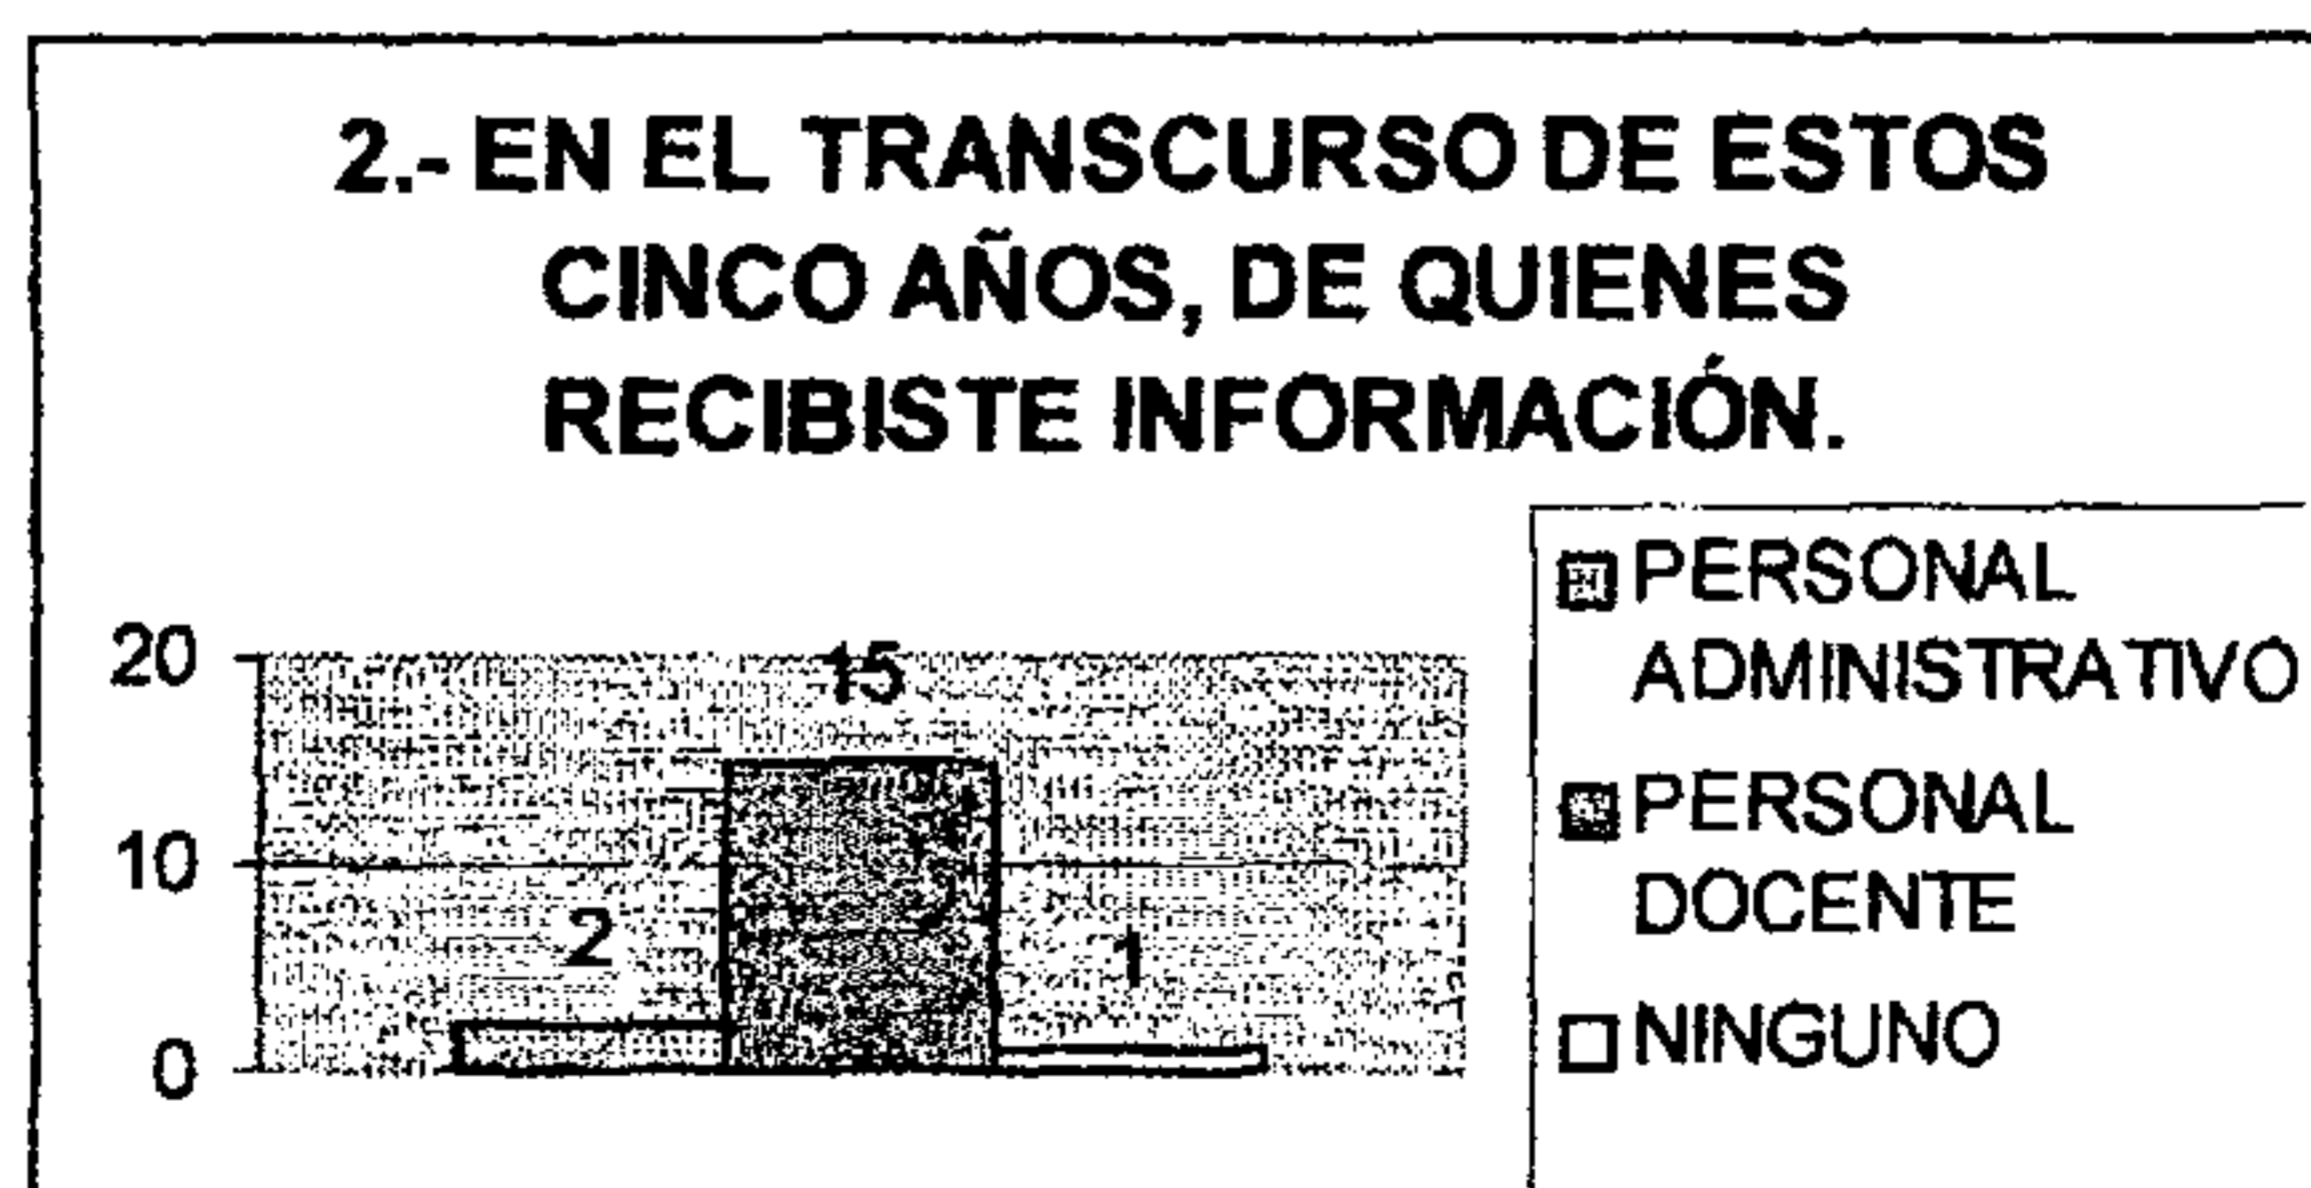 2.- EN EL TRANSCURSO DE ESTOS
CINCO AÑOS, DE QUIENES
RECIBISTE INFORMACIÓN.
20
10
0
2
15
1
PERSONAL
ADMINISTRATIVO
PERSONAL
DOCENTE
NINGUNO